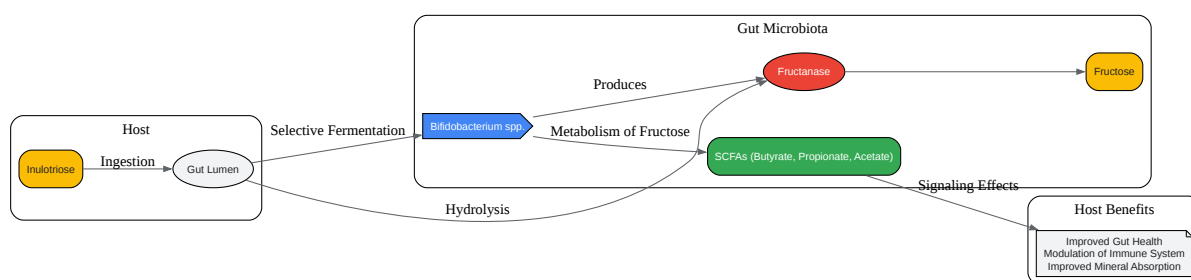 Gut Microbiota
Fructanase
Fructose
Produces
Bifidobacterium spp.
Host
Selective Fermentation
Metabolism of Fructose
Inulotriose
Ingestion
Gut Lumen
SCFAs (Butyrate, Propionate, Acetate)
Signaling Effects
Hydrolysis
Host Benefits
Improved Gut Health
Modulation of Immune System
Improved Mineral Absorption